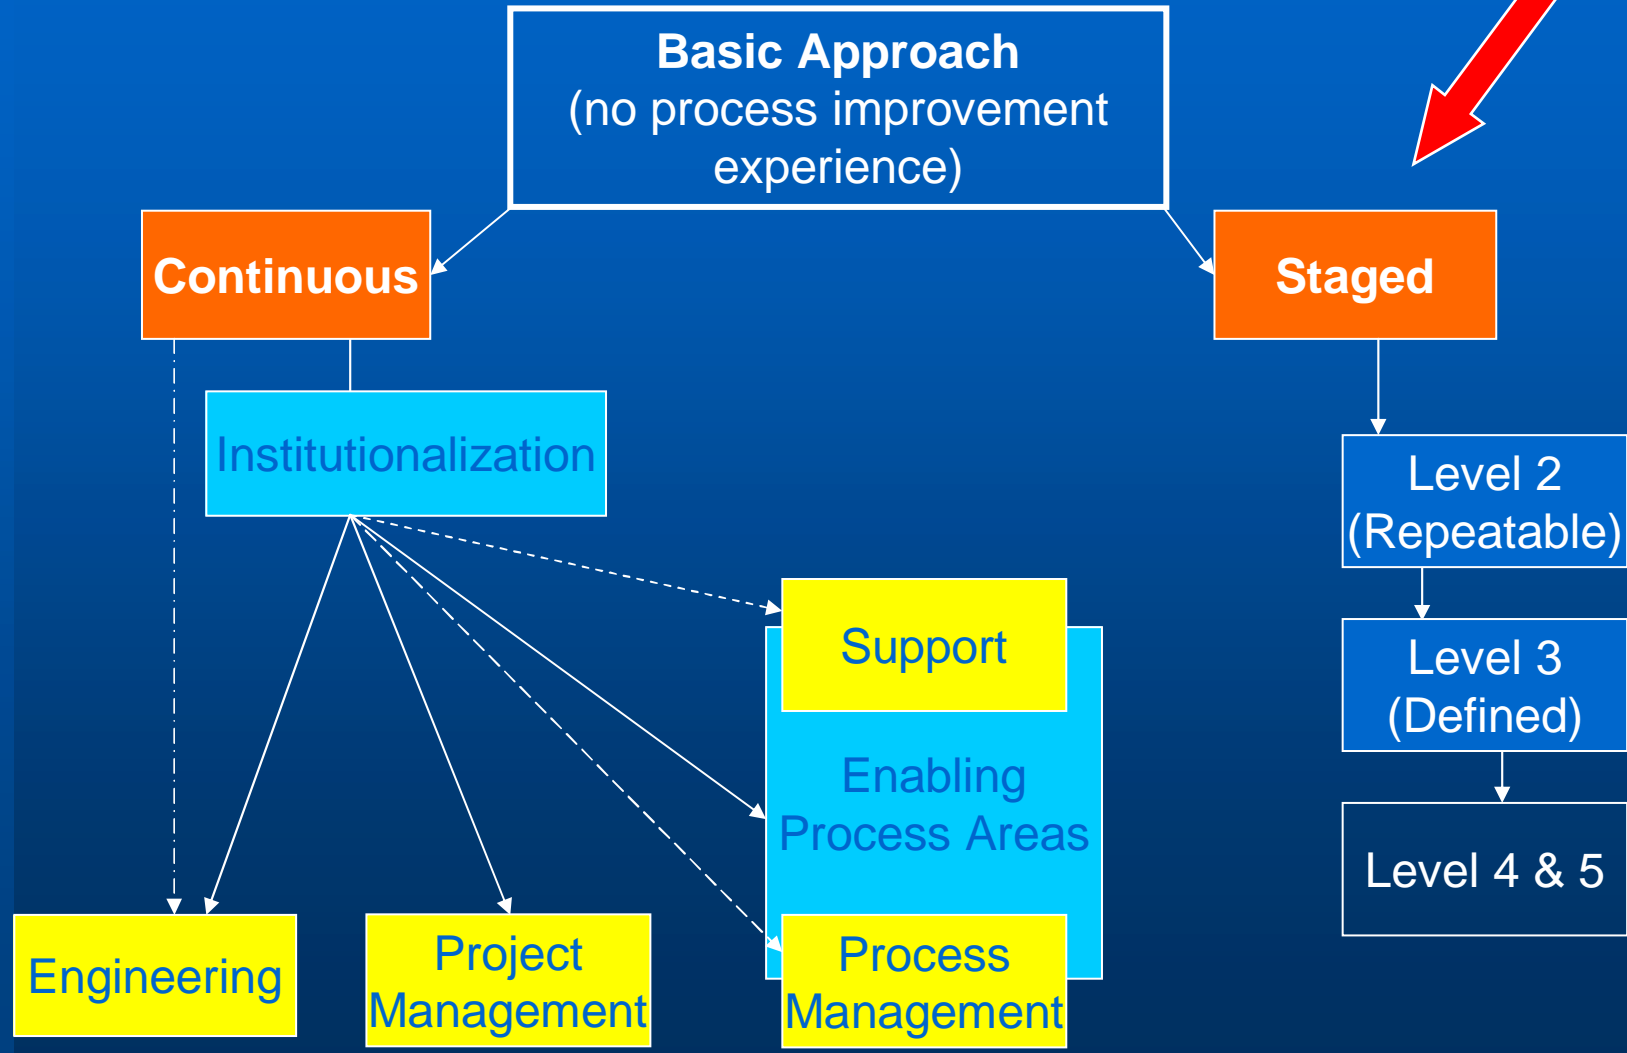 Basic Approach
(no process improvement
experience)
Continuous
Staged
Institutionalization
Level 2
(Repeatable)
Support
Level 3
(Defined)
Enabling
Process Areas
Level 4 & 5
Engineering
Project
Management
Process
Management